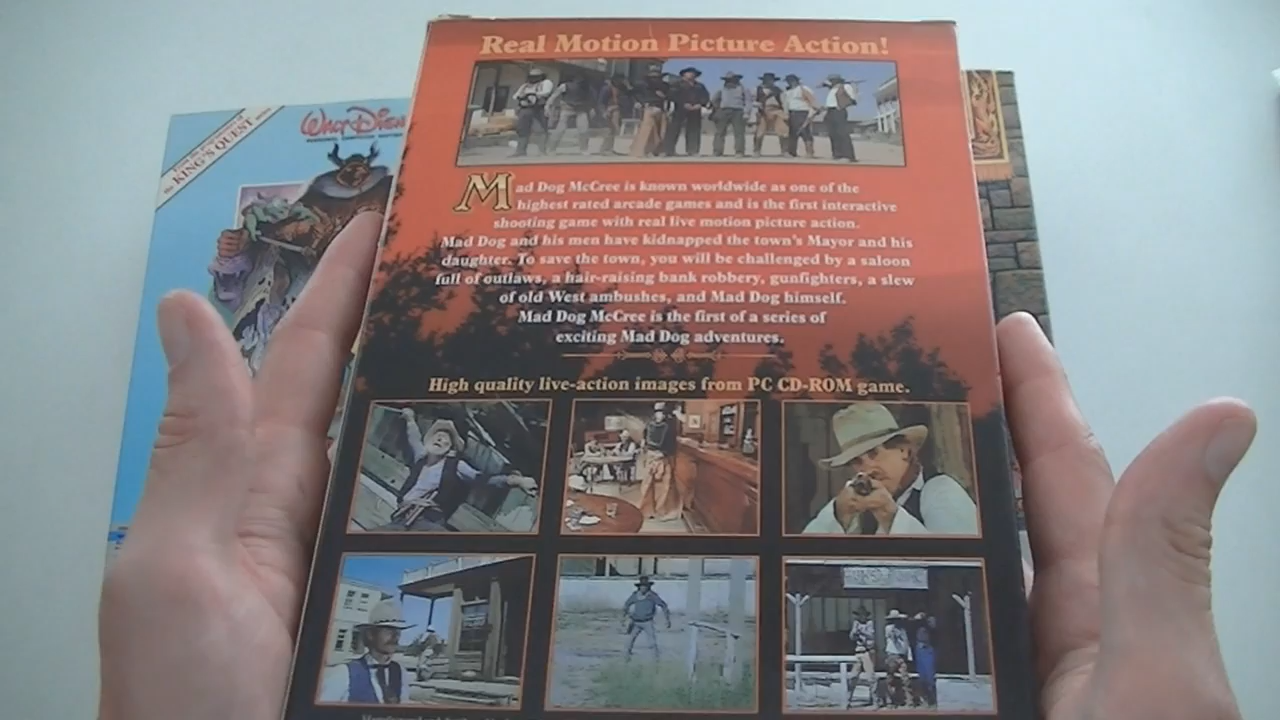 Real Motion Picture Action!
Mad Dog McCree is known worldwide as one of the
highest rated arcade games and is the first interactive
shooting game with real live motion picture action.
Mad Dog and his men have kidnapped the town's Mayor and his
daughter. To save the town, you will be challenged by a saloon
full of outlaws, a hair-raising bank robbery, gunfighters, a slew
of old West ambushes, and Mad Dog himself.
Mad Dog McCree is the first of a series of
exciting Mad Dog adventures.
High quality live-action images from PC CD-ROM game.
KING'S QUEST
Walt Disney